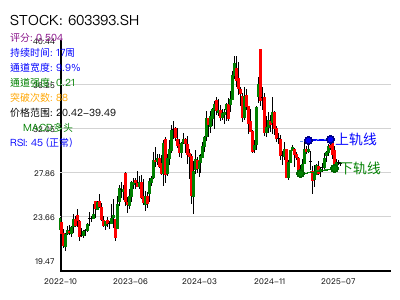 STOCK: 603393.SH
评分: 0.504
持续时间: 17周
通道宽度: 9.9%
通道强度: 0.21
突破次数: 88
价格范围: 20.42-39.49
RSI: 45 (正常)
上轨线
下轨线
27.86
23.66
19.47
2022-10 2023-06 2024-03 2024-11 2025-07